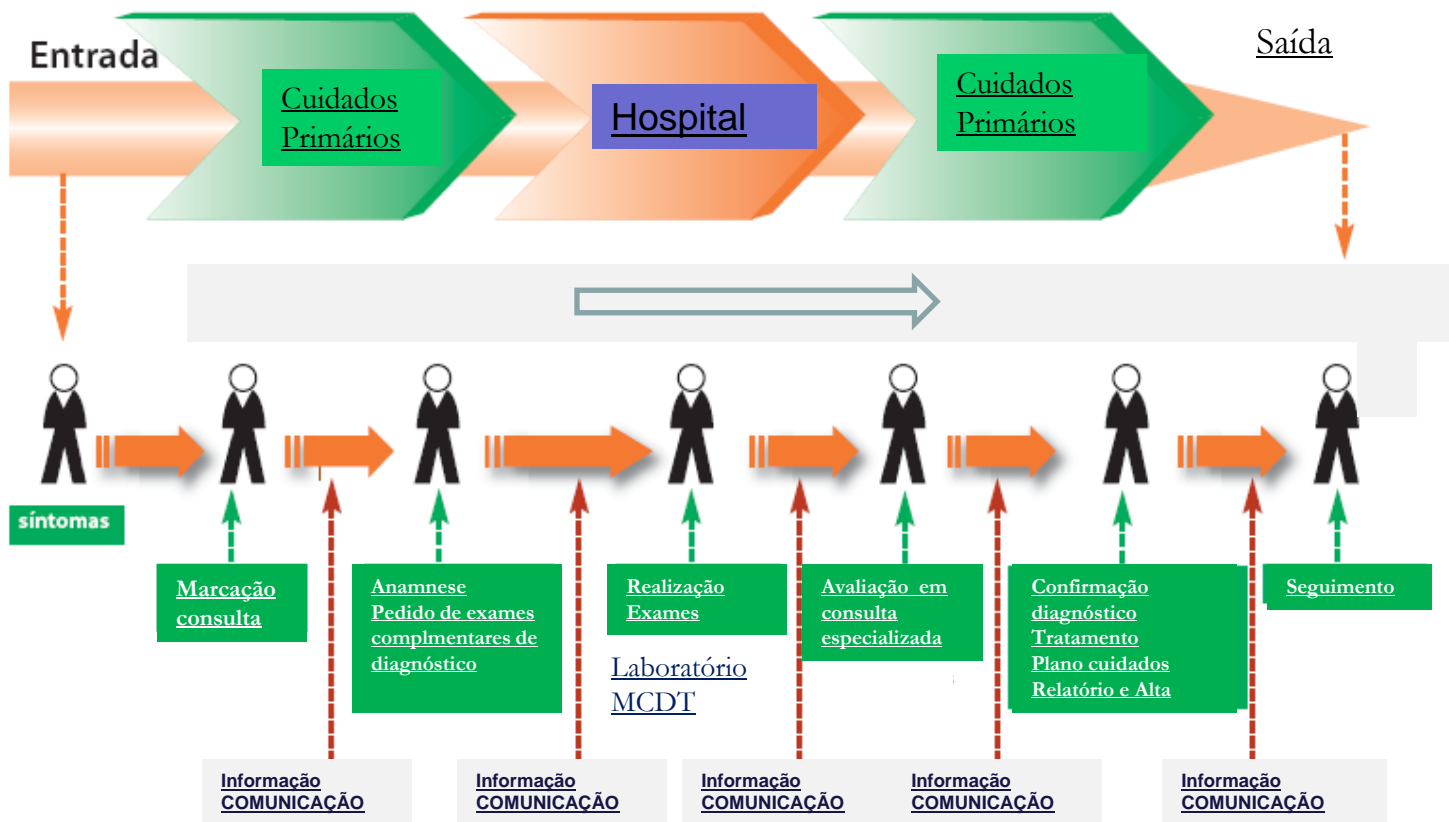 Entrada
Saída
Cuidados
Primários
Hospital
Cuidados
Primários
síntomas
Marcação
consulta
Anamnese
Pedido de exames
complmentares de
diagnóstico
Realização
Exames
Laboratório
MCDT
Avaliação em
consulta
especializada
Confirmação
diagnóstico
Tratamento
Plano cuidados
Relatório e Alta
Seguimento
Informação
COMUNICAÇÃO
Informação
COMUNICAÇÃO
Informação
COMUNICAÇÃO
Informação
COMUNICAÇÃO
Informação
COMUNICAÇÃO